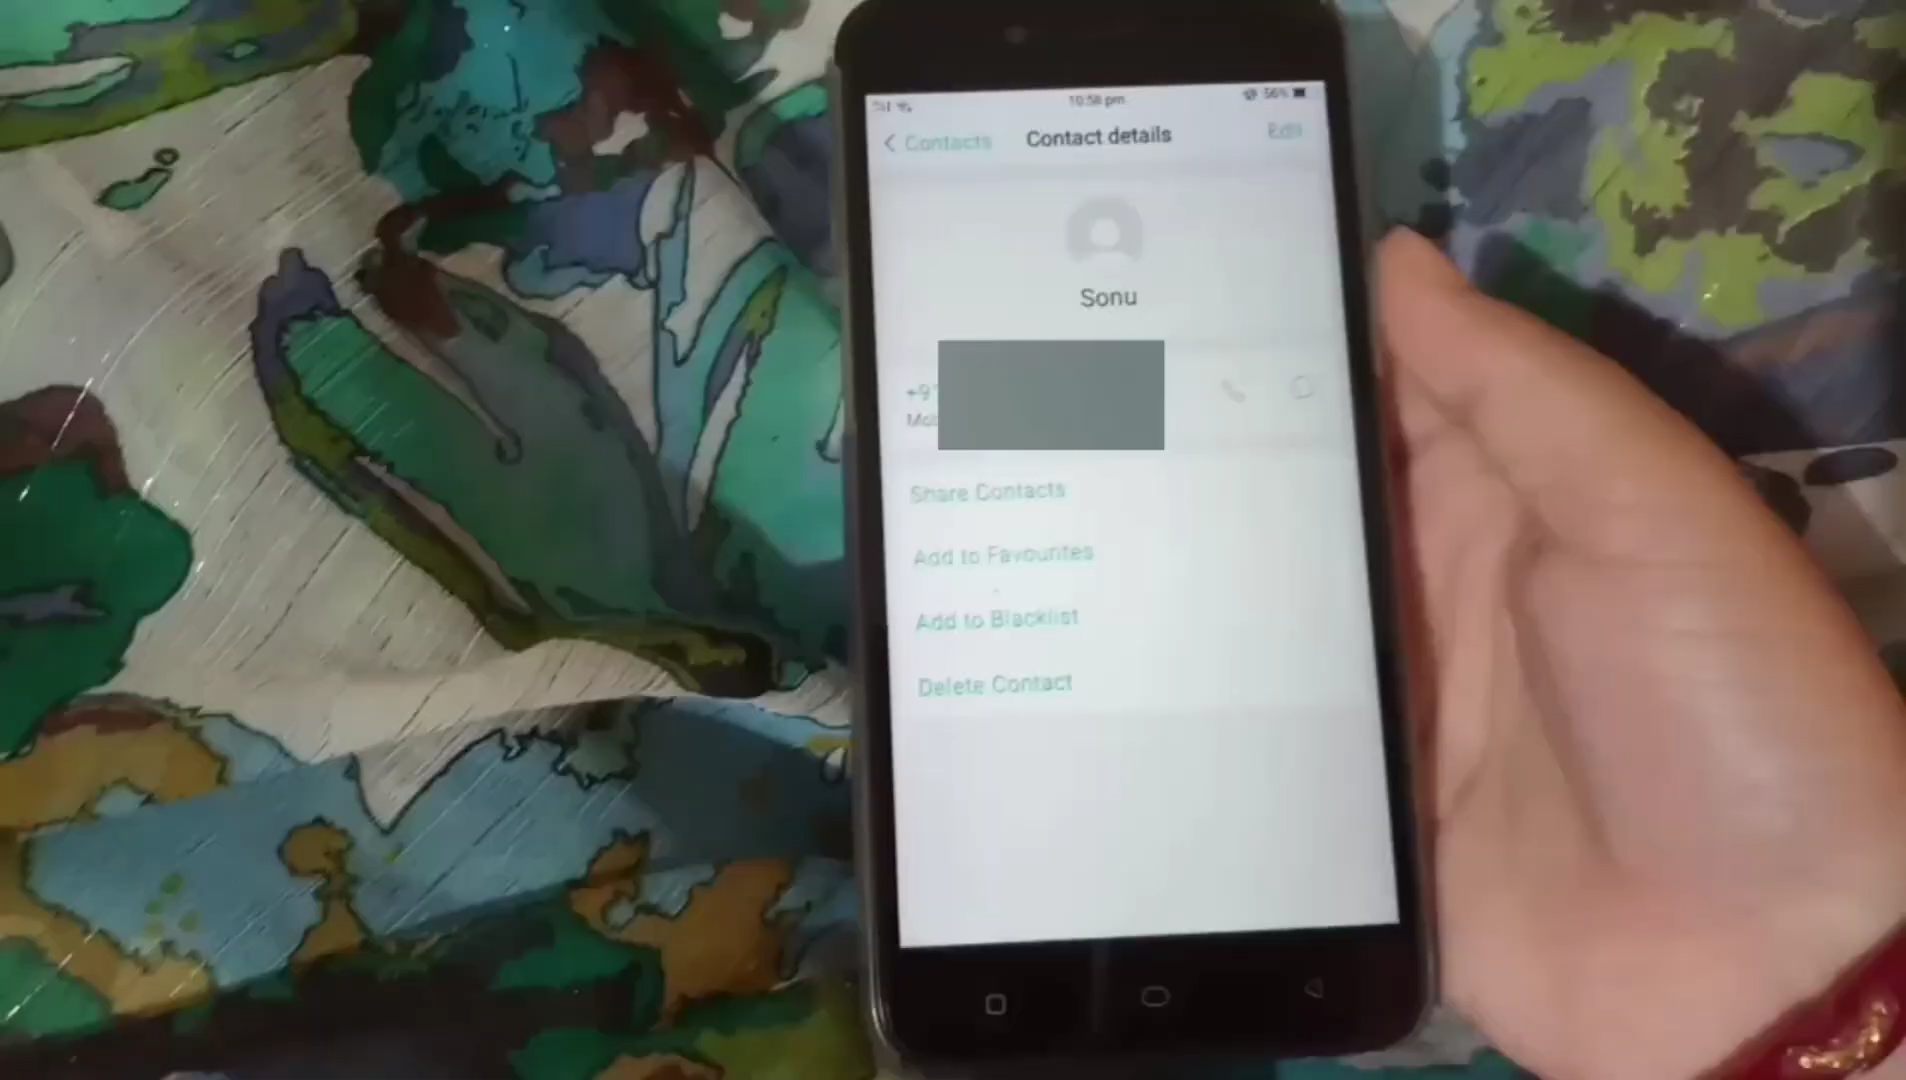 10:58 pm
56%
Contacts
Contact details
Edit
Sonu
+91
Share Contacts
Add to Favourites
Add to Blacklist
Delete Contact